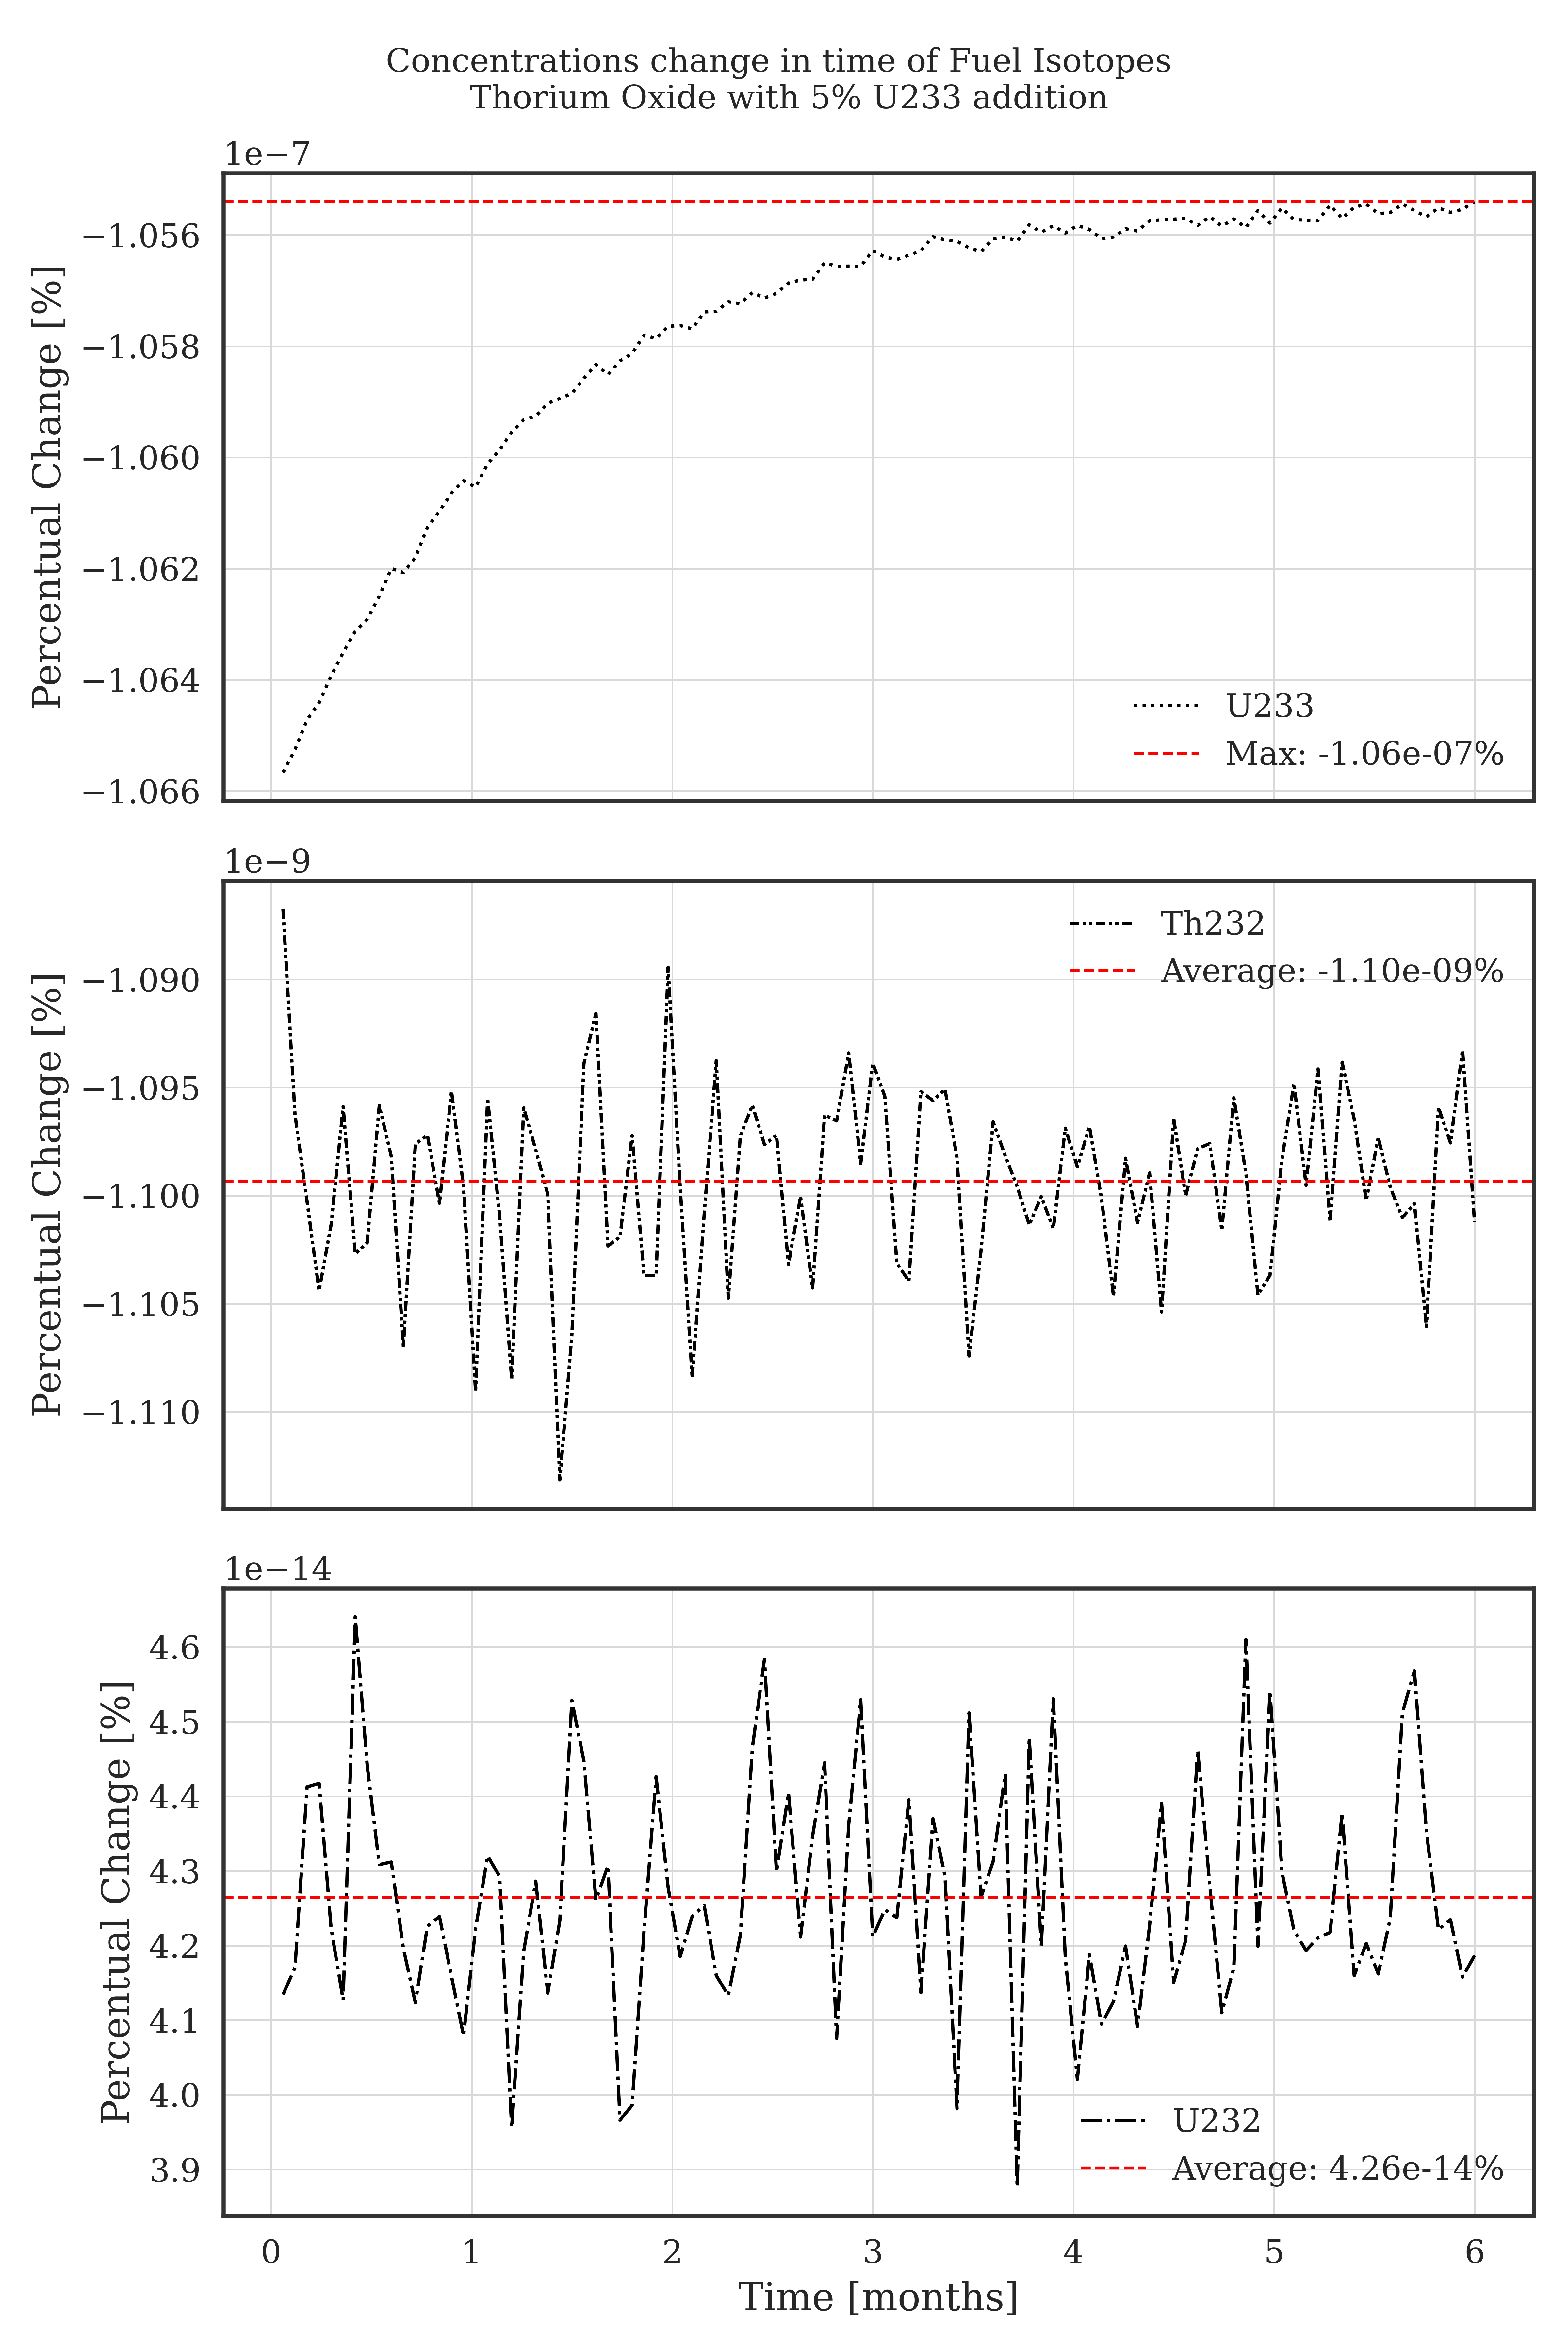 Concentrations change in time of Fuel Isotopes
Thorium Oxide with 5% U233 addition
1e−7
Percentual Change [%]
−1.056
−1.058
−1.060
−1.062
−1.064
−1.066
U233
Max: -1.06e-07%
1e−9
Percentual Change [%]
−1.090
−1.095
−1.100
−1.105
−1.110
Th232
Average: -1.10e-09%
1e−14
Percentual Change [%]
4.6
4.5
4.4
4.3
4.2
4.1
4.0
3.9
U232
Average: 4.26e-14%
0 1 2 3 4 5 6
Time [months]